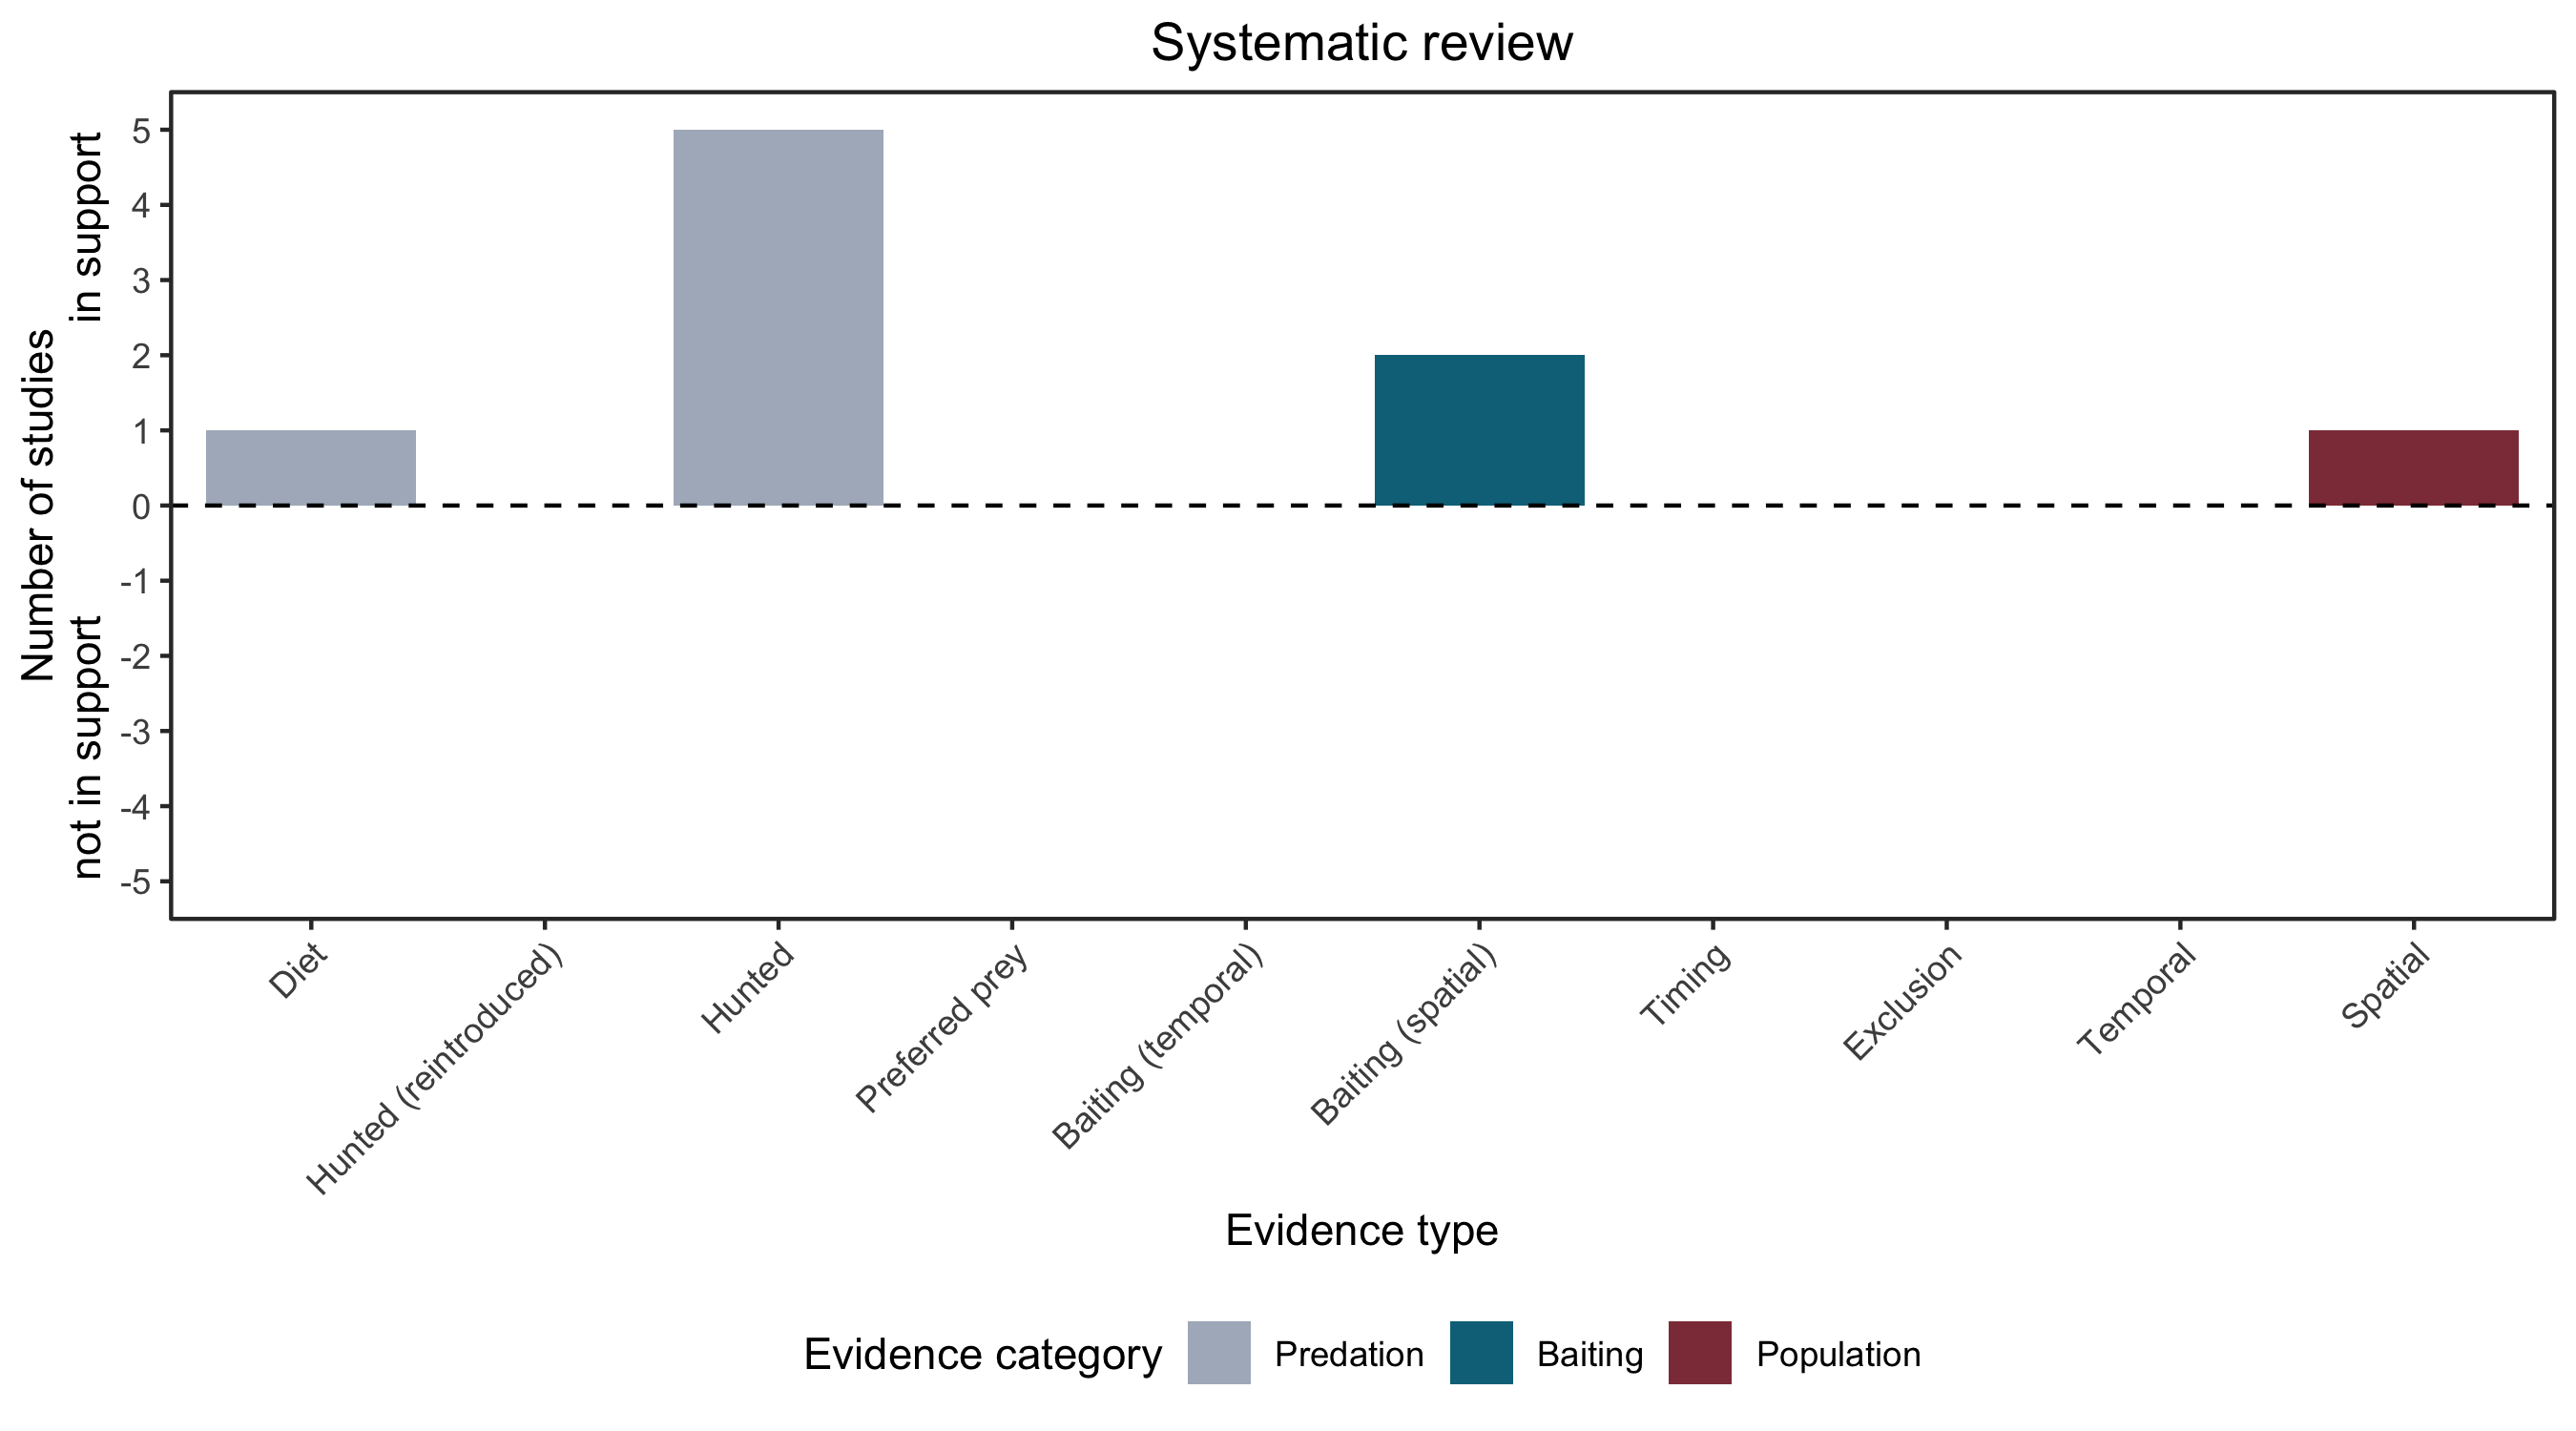 Systematic review
Number of studies
in support
not in support
5
4
3
2
1
0
-1
-2
-3
-4
-5
Diet
Hunted (reintroduced)
Hunted
Preferred prey
Baiting (temporal)
Baiting (spatial)
Timing
Exclusion
Temporal
Spatial
Evidence type
Evidence category
Predation
Baiting
Population